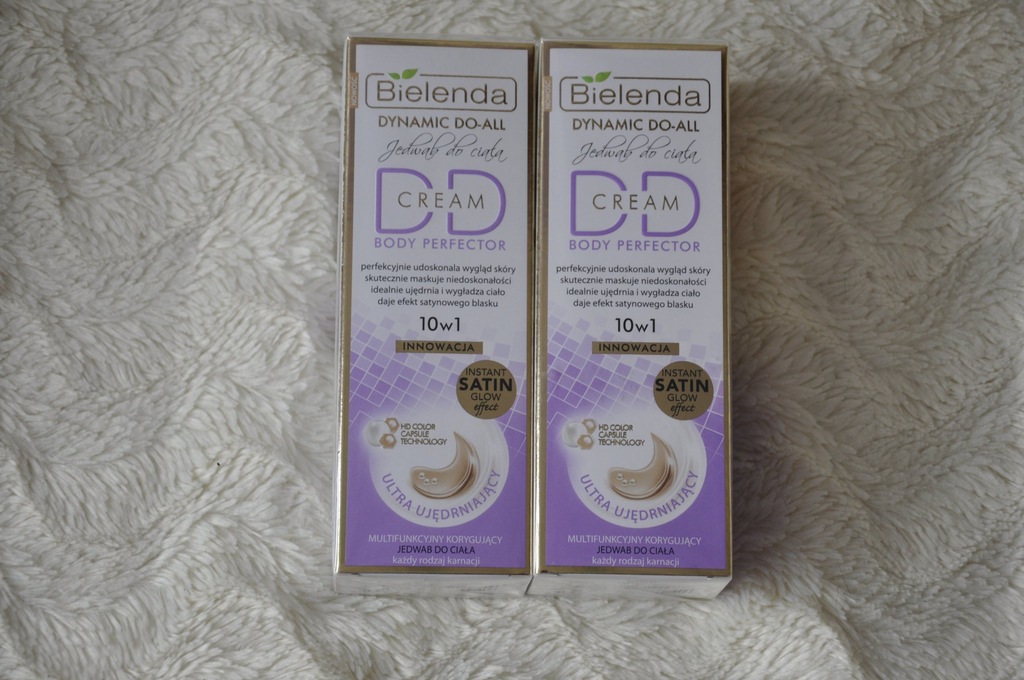 NOWOŚĆ
Bielenda
DYNAMIC DO-ALL
Jedwab do ciała
DD
CREAM
BODY PERFECTOR
perfekcyjnie udoskonala wygląd skóry
skutecznie maskuje niedoskonałości
idealnie ujędrnia i wygładza ciało
daje efekt satynowego blasku
10w1
INNOWACJA
INSTANT
SATIN
GLOW
effect
HD COLOR
CAPSULE
TECHNOLOGY
ULTRA UJĘDRNIAJĄCY
MULTIFUNKCYJNY KORYGUJĄCY
JEDWAB DO CIAŁA
każdy rodzaj karnacji
NOWOŚĆ
Bielenda
DYNAMIC DO-ALL
Jedwab do ciała
DD
CREAM
BODY PERFECTOR
perfekcyjnie udoskonala wygląd skóry
skutecznie maskuje niedoskonałości
idealnie ujędrnia i wygładza ciało
daje efekt satynowego blasku
10w1
INNOWACJA
INSTANT
SATIN
GLOW
effect
HD COLOR
CAPSULE
TECHNOLOGY
ULTRA UJĘDRNIAJĄCY
MULTIFUNKCYJNY KORYGUJĄCY
JEDWAB DO CIAŁA
każdy rodzaj karnacji